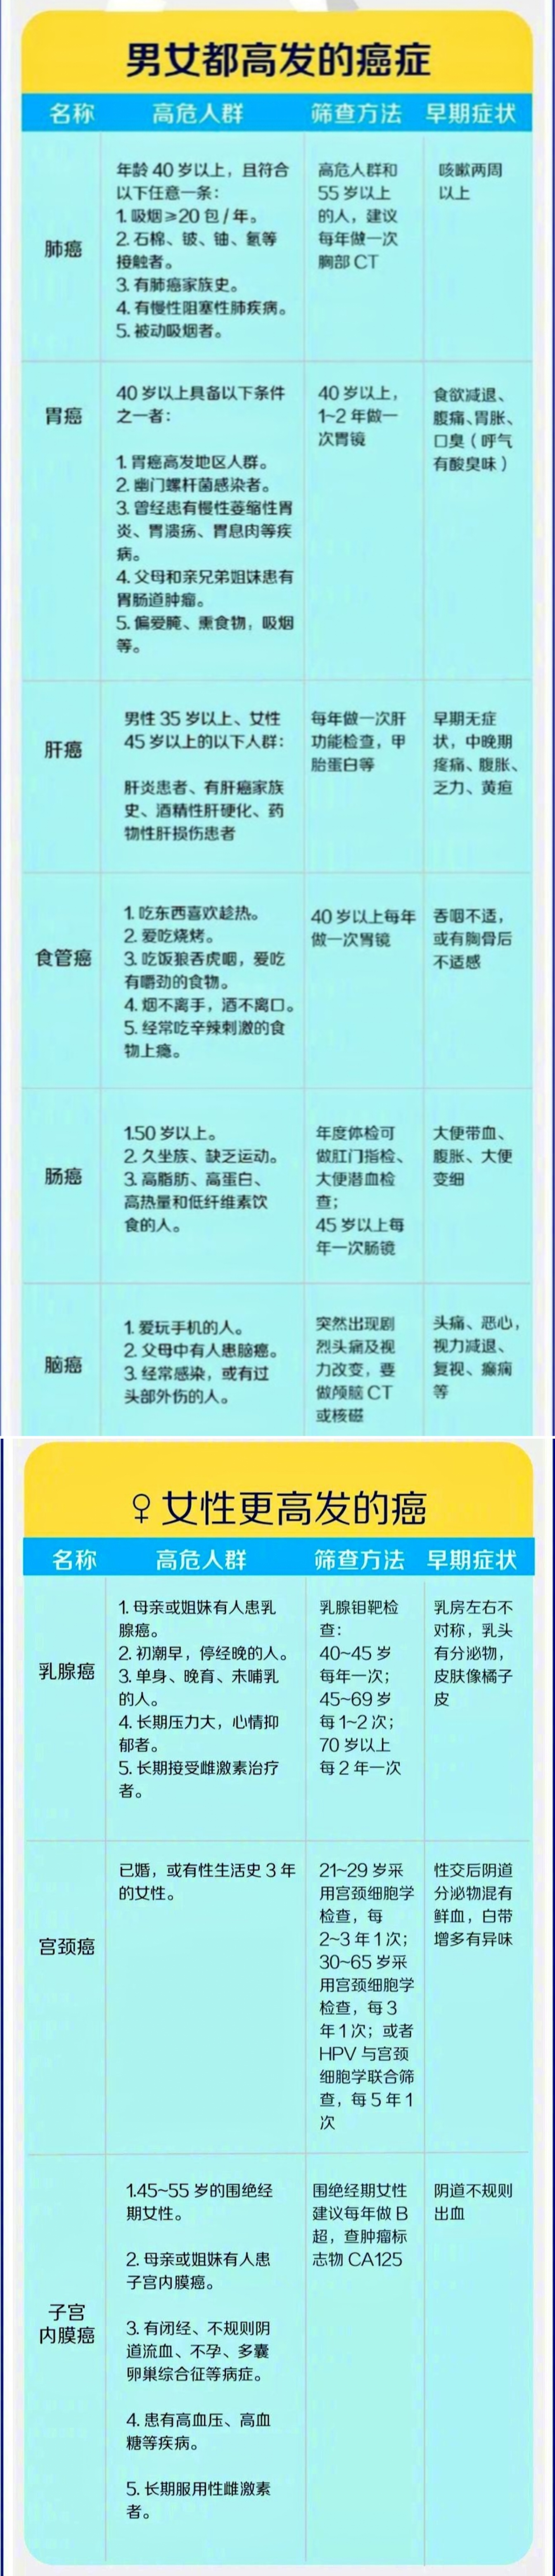 男女都高发的癌症
名称 高危人群 筛查方法 早期症状
肺癌
年龄 40 岁以上，且符合
以下任意一条：
1. 吸烟≥20 包 / 年。
2. 石棉、铍、铀、氡等
接触者。
3. 有肺癌家族史。
4. 有慢性阻塞性肺疾病。
5. 被动吸烟者。
高危人群和
55 岁以上
的人，建议
每年做一次
胸部 CT
咳嗽两周
以上
胃癌
40 岁以上具备以下条件
之一者：
1. 胃癌高发地区人群。
2. 幽门螺杆菌感染者。
3. 曾经患有慢性萎缩性胃
炎、胃溃疡、胃息肉等疾
病。
4. 父母和亲兄弟姐妹患有
胃肠道肿瘤。
5. 偏爱腌、熏食物，吸烟
等。
40 岁以上，
1~2 年做一
次胃镜
食欲减退、
腹痛、胃胀、
口臭（呼气
有酸臭味）
肝癌
男性 35 岁以上、女性
45 岁以上的以下人群：
肝炎患者、有肝癌家族
史、酒精性肝硬化、药
物性肝损伤患者
每年做一次肝
功能检查，甲
胎蛋白等
早期无症
状，中晚期
疼痛、腹胀、
乏力、黄疸
食管癌
1. 吃东西喜欢趁热。
2. 爱吃烧烤。
3. 吃饭狼吞虎咽，爱吃
有嚼劲的食物。
4. 烟不离手，酒不离口。
5. 经常吃辛辣刺激的食
物上瘾。
40 岁以上每年
做一次胃镜
吞咽不适，
或有胸骨后
不适感
肠癌
1.50 岁以上。
2. 久坐族、缺乏运动。
3. 高脂肪、高蛋白、
高热量和低纤维素饮
食的人。
年度体检可
做肛门指检、
大便潜血检
查；
45 岁以上每
年一次肠镜
大便带血、
腹胀、大便
变细
脑癌
1. 爱玩手机的人。
2. 父母中有人患脑癌。
3. 经常感染，或有过
头部外伤的人。
突然出现剧
烈头痛及视
力改变，要
做颅脑 CT
或核磁
头痛、恶心，
视力减退、
复视、癫痫
等
♀ 女性更高发的癌
名称 高危人群 筛查方法 早期症状
乳腺癌
1. 母亲或姐妹有人患乳
腺癌。
2. 初潮早，停经晚的人。
3. 单身、晚育、未哺乳
的人。
4. 长期压力大，心情抑
郁者。
5. 长期接受雌激素治疗
者。
乳腺钼靶检
查：
40~45 岁
每年一次；
45~69 岁
每 1~2 次；
70 岁以上
每 2 年一次
乳房左右不
对称，乳头
有分泌物，
皮肤像橘子
皮
宫颈癌
已婚，或有性生活史 3 年
的女性。
21~29 岁采
用宫颈细胞学
检查，每
2~3 年 1 次；
30~65 岁采
用宫颈细胞学
检查，每 3
年 1 次；或者
HPV 与宫颈
细胞学联合筛
查，每 5 年 1
次
性交后阴道
分泌物混有
鲜血，白带
增多有异味
子宫
内膜癌
1.45~55 岁的围绝经
期女性。
2. 母亲或姐妹有人患
子宫内膜癌。
3. 有闭经、不规则阴
道流血、不孕、多囊
卵巢综合征等病症。
4. 患有高血压、高血
糖等疾病。
5. 长期服用性雌激素
者。
围绝经期女性
建议每年做 B
超，查肿瘤标
志物 CA125
阴道不规则
出血